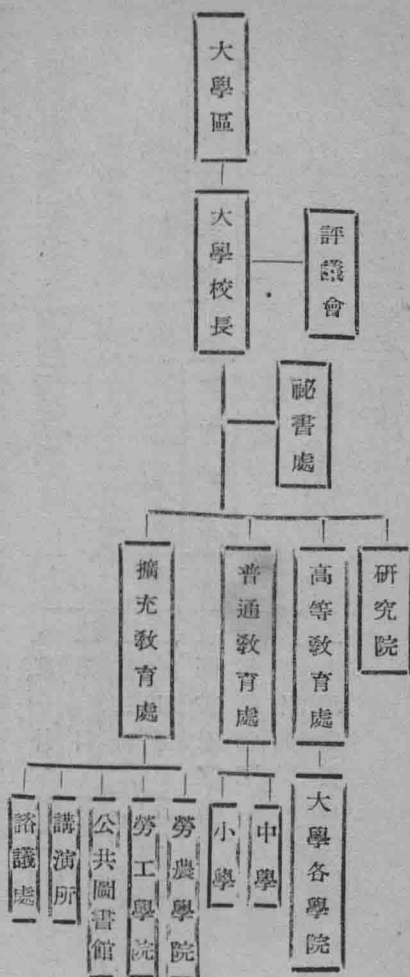 大學區
大學校長
評議會
祕書處
研究院
高等教育處
普通教育處
擴充教育處
大學各學院
中學
小學
勞農學院
勞工學院
公共圖書館
講演所
諮議處